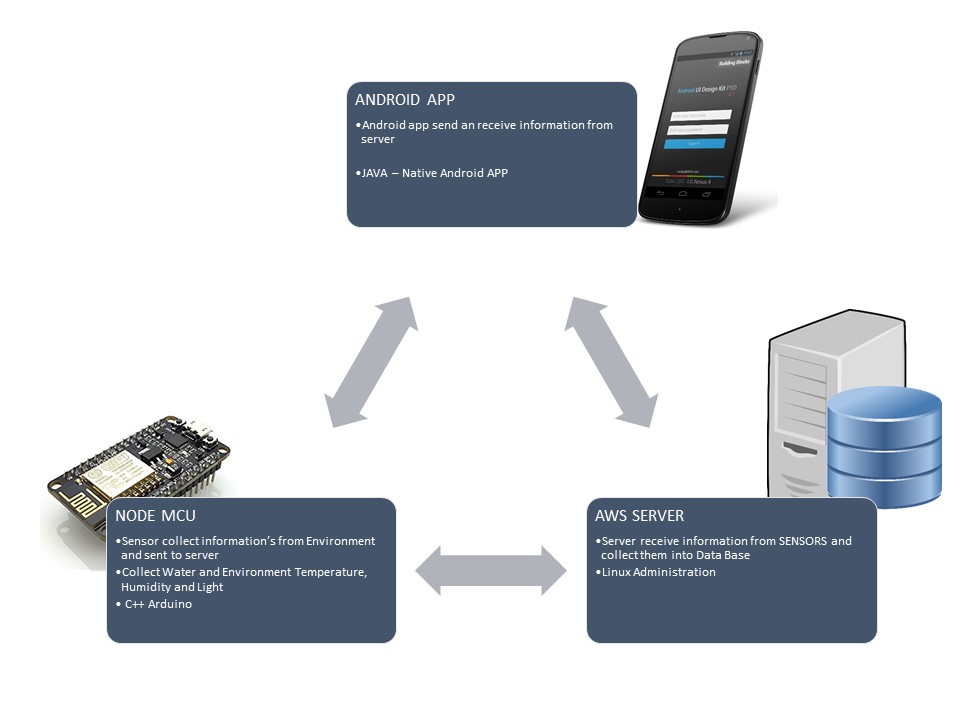 ANDROID APP
•Android app send an receive information from
server
•JAVA – Native Android APP
Building Blocks
Android UI Design Kit PSD
NODE MCU
•Sensor collect information's from Environment
and sent to server
•Collect Water and Environment Temperature,
Humidity and Light
• C++ Arduino
AWS SERVER
•Server receive information from SENSORS and
collect them into Data Base
•Linux Administration